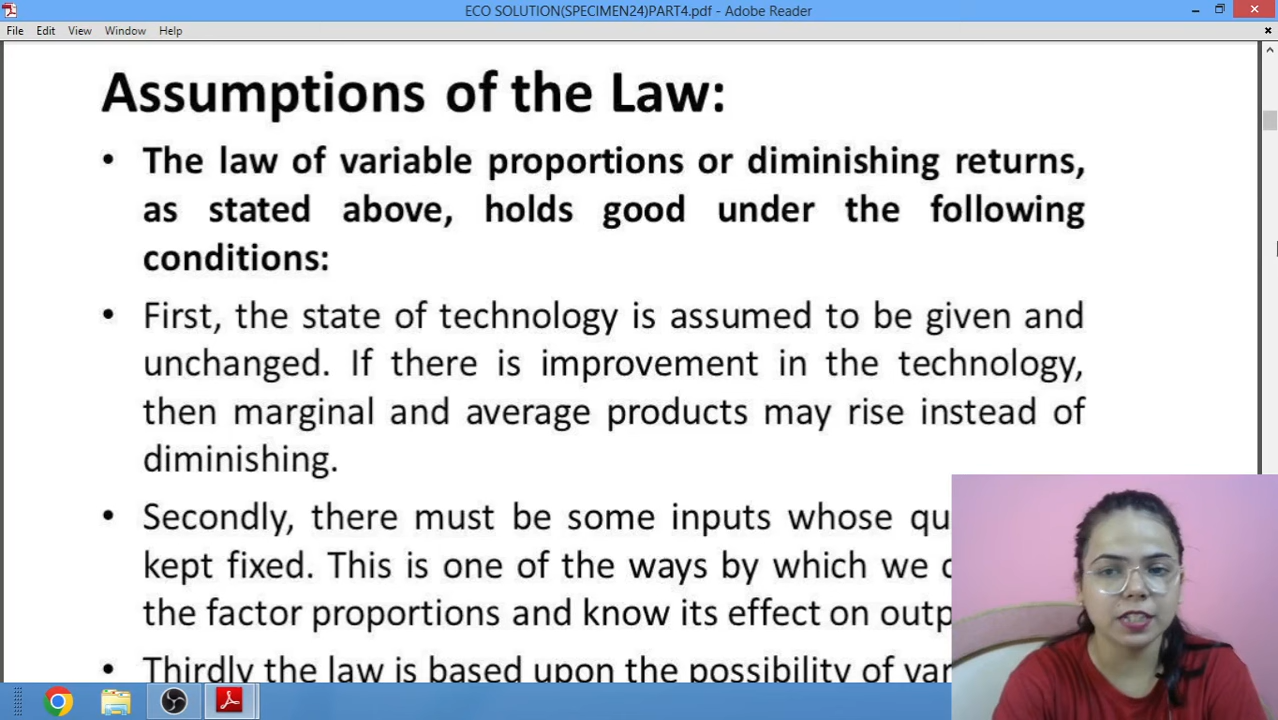 ECO SOLUTION(SPECIMEN24)PART4.pdf - Adobe Reader
File Edit View Window Help
Assumptions of the Law:
• The law of variable proportions or diminishing returns,
as stated above, holds good under the following
conditions:
• First, the state of technology is assumed to be given and
unchanged. If there is improvement in the technology,
then marginal and average products may rise instead of
diminishing.
• Secondly, there must be some inputs whose
kept fixed. This is one of the ways by which we
the factor proportions and know its effect on
• Thirdly the law is based upon the possibility of